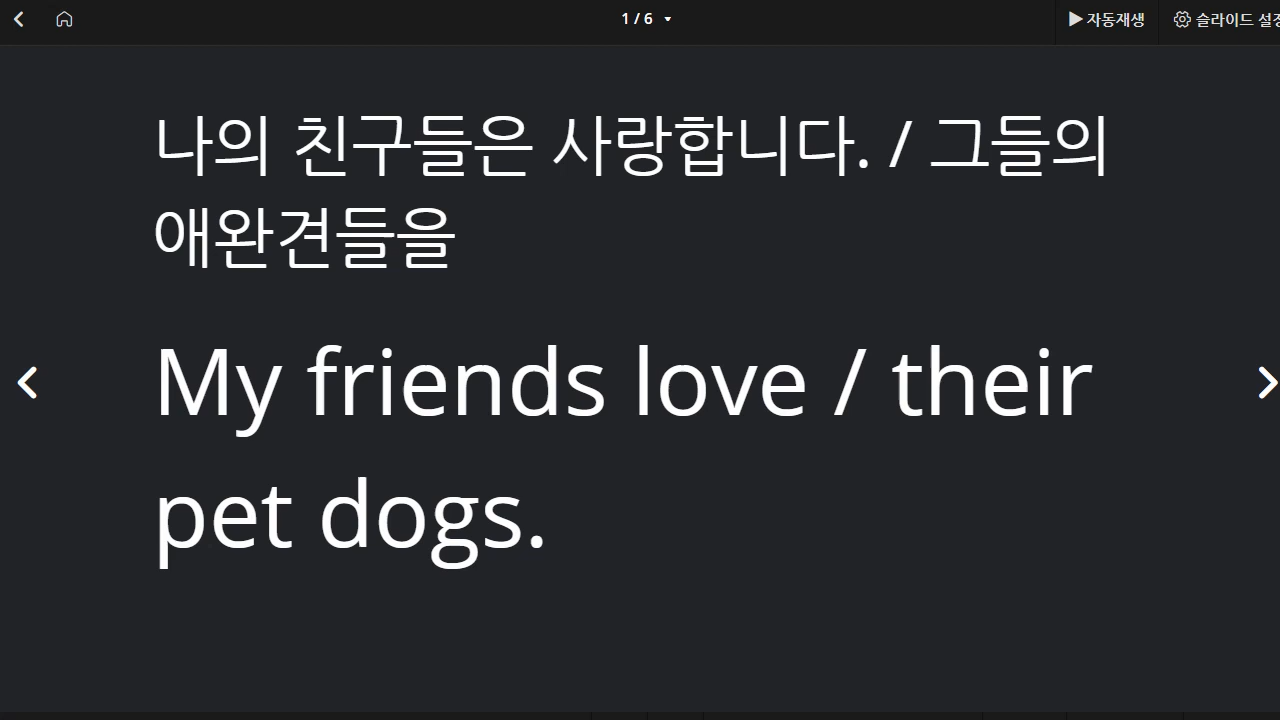 1 / 6
자동재생
슬라이드 설정
나의 친구들은 사랑합니다. / 그들의
애완견들을
My friends love / their
pet dogs.